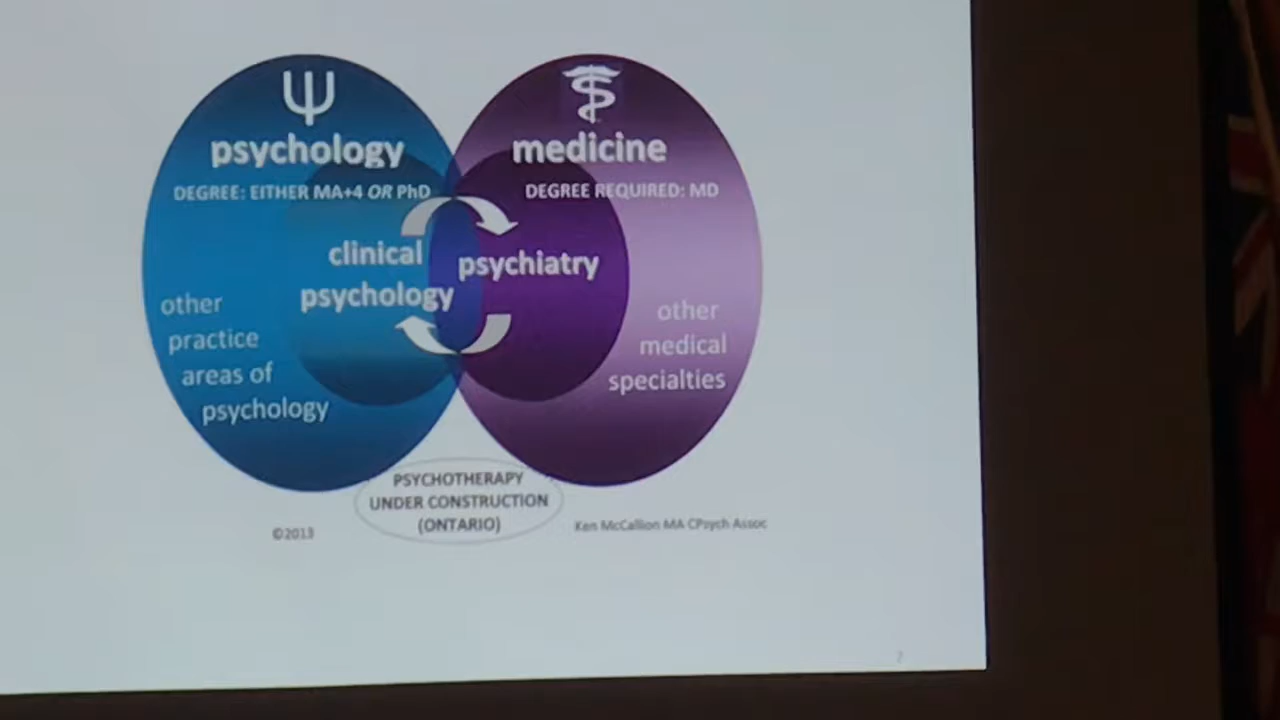 Ψ
psychology
DEGREE: EITHER MA+4 OR PhD
clinical
psychology
other
practice
areas of
psychology
medicine
DEGREE REQUIRED: MD
psychiatry
other
medical
specialties
PSYCHOTHERAPY
UNDER CONSTRUCTION
(ONTARIO)
©2013
Ken McCallion MA CPsych Assoc
7